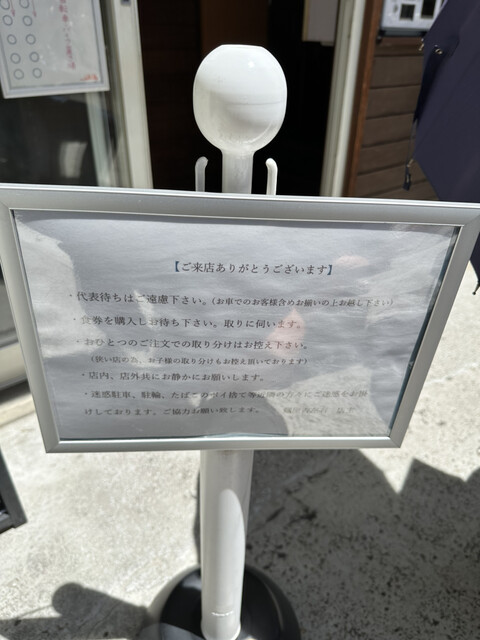 【ご来店ありがとうございます】
・代表待ちはご遠慮下さい。(お車でのお客様含めお揃いの上お越し下さい)
・食券を購入しお待ち下さい。取りに伺います。
・おひとつのご注文での取り分けはお控え下さい。
(狭い店の為、お子様の取り分けもお控え頂いております)
・店内、店外共にお静かにお願いします。
・迷惑駐車、駐輪、たばこのポイ捨て等近隣の方々にご迷惑をお掛
けしております。ご協力お願い致します。